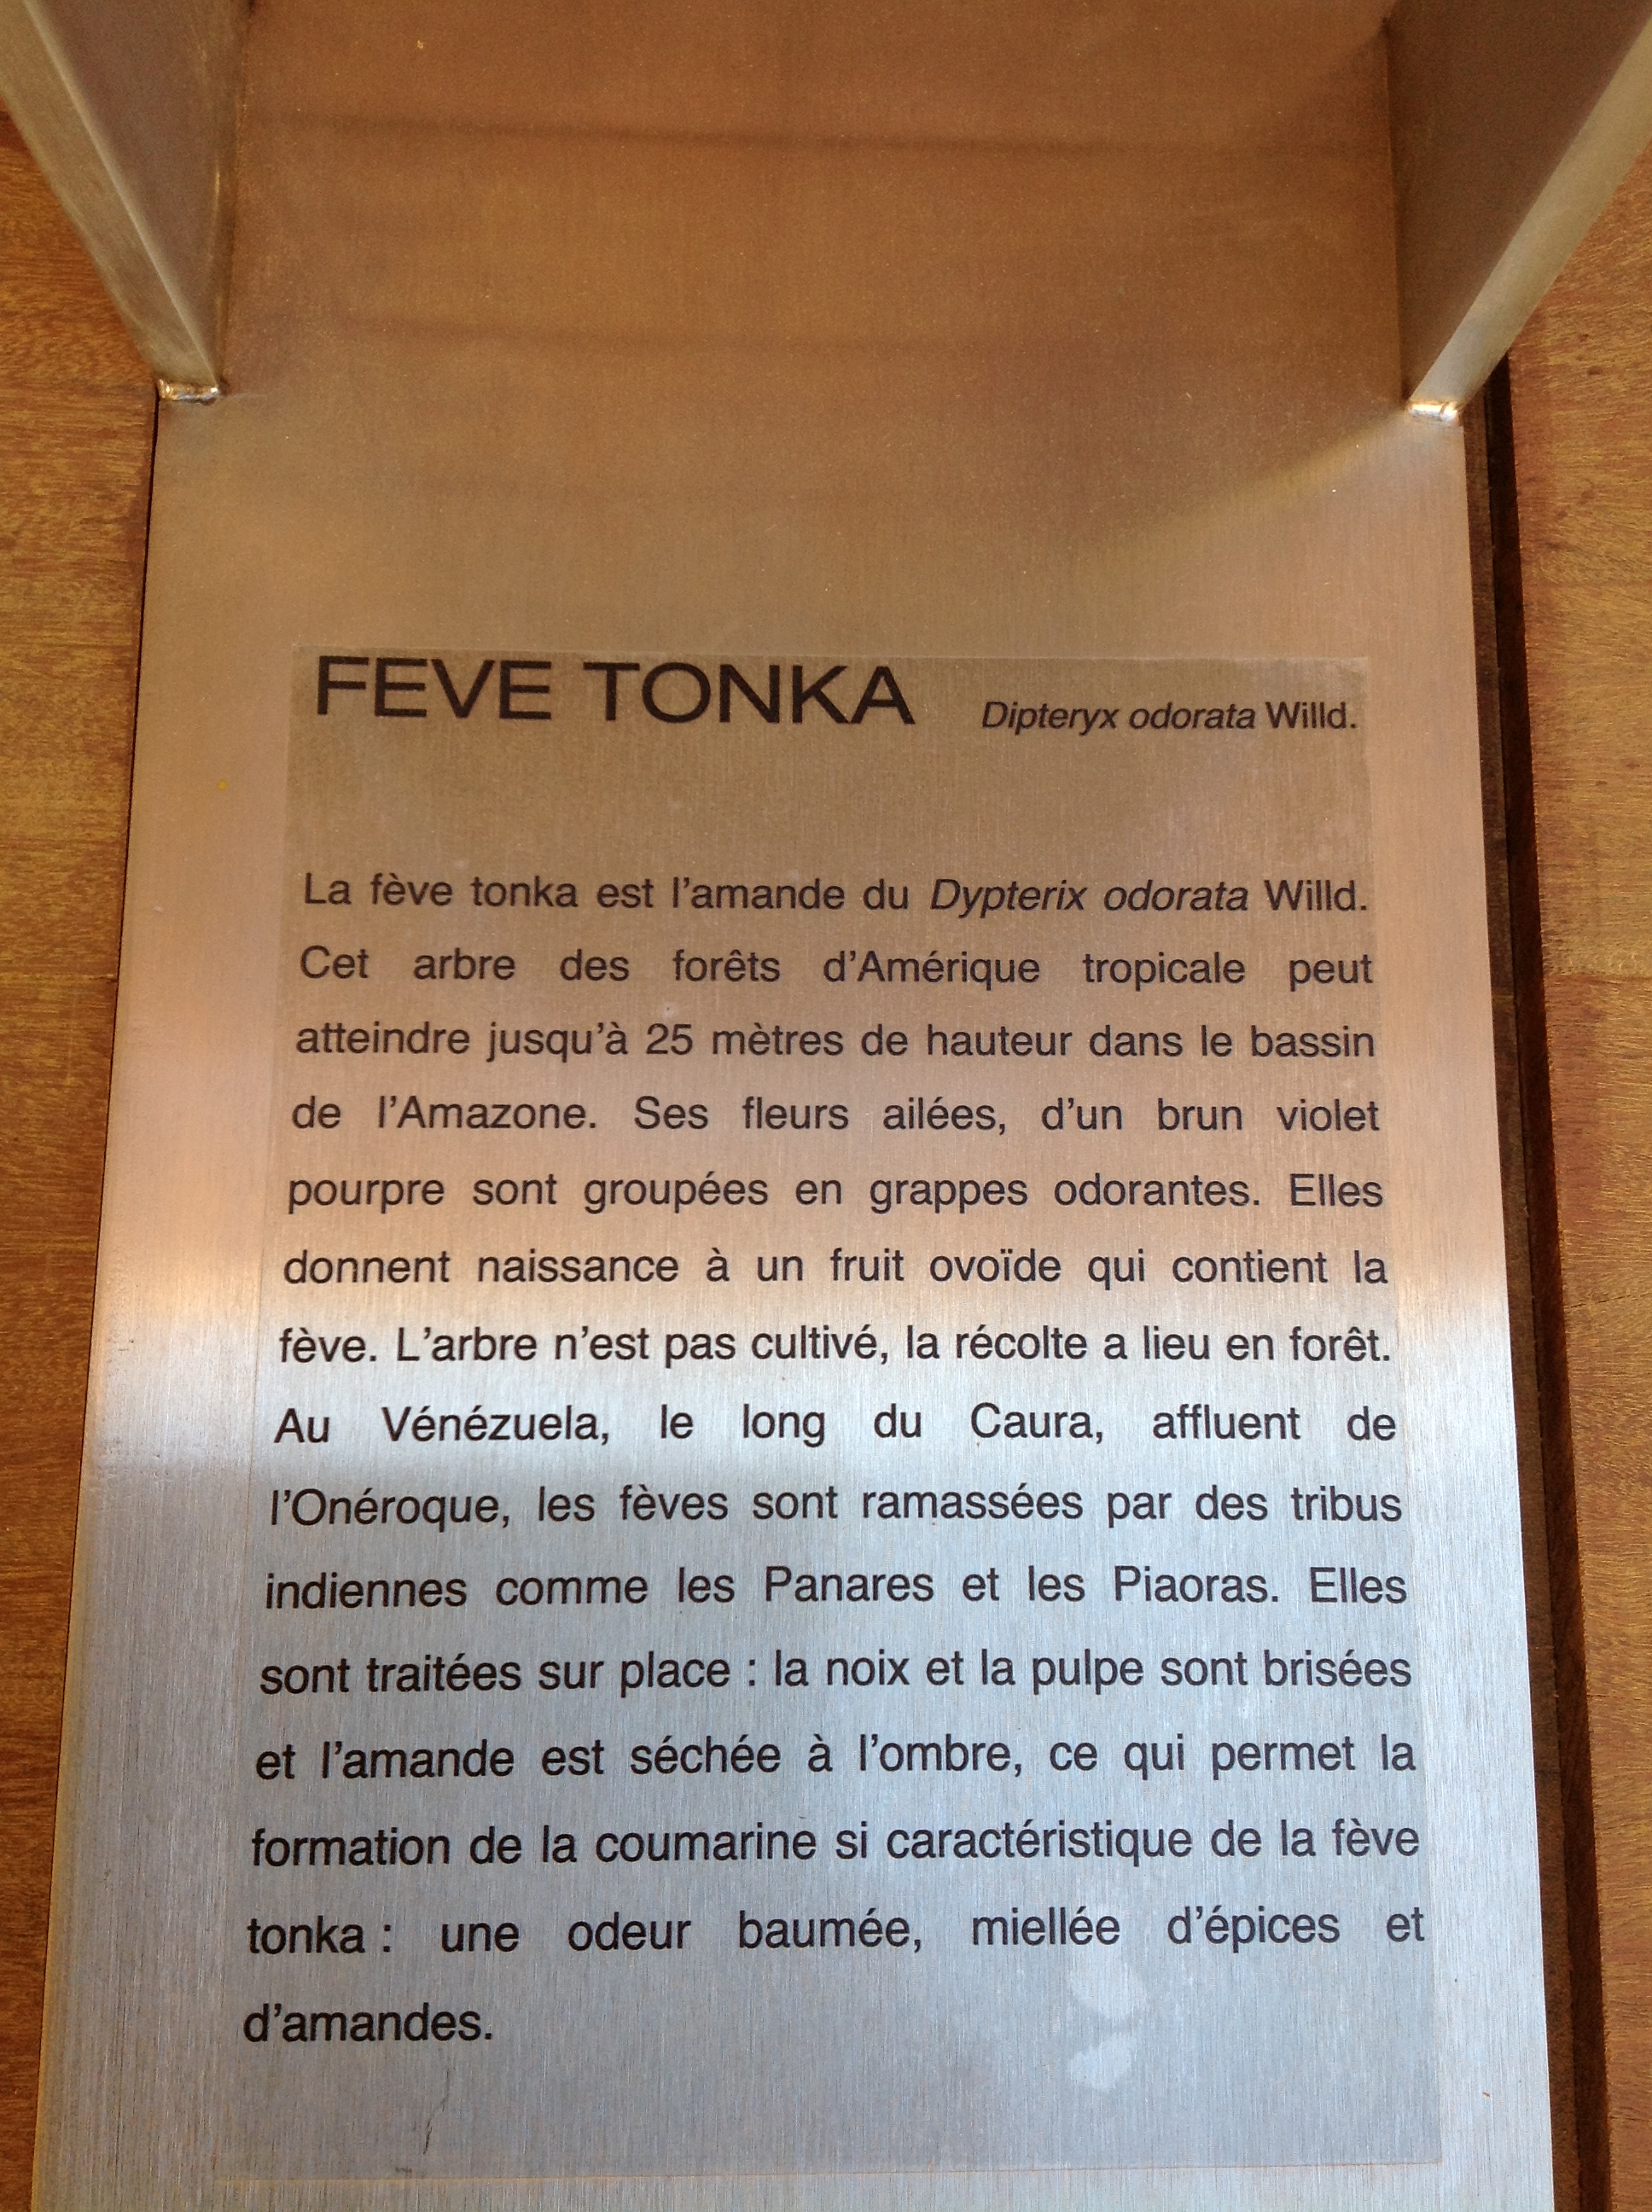 FEVE TONKA Dipteryx odorata Willd.
La fève tonka est l'amande du Dypterix odorata Willd.
Cet arbre des forêts d'Amérique tropicale peut
atteindre jusqu'à 25 mètres de hauteur dans le bassin
de l'Amazone. Ses fleurs ailées, d'un brun violet
pourpre sont groupées en grappes odorantes. Elles
donnent naissance à un fruit ovoïde qui contient la
fève. L'arbre n'est pas cultivé, la récolte a lieu en forêt.
Au Vénézuela, le long du Caura, affluent de
l'Onéroque, les fèves sont ramassées par des tribus
indiennes comme les Panares et les Piaoras. Elles
sont traitées sur place : la noix et la pulpe sont brisées
et l'amande est séchée à l'ombre, ce qui permet la
formation de la coumarine si caractéristique de la fève
tonka : une odeur baumée, miellée d'épices et
d'amandes.